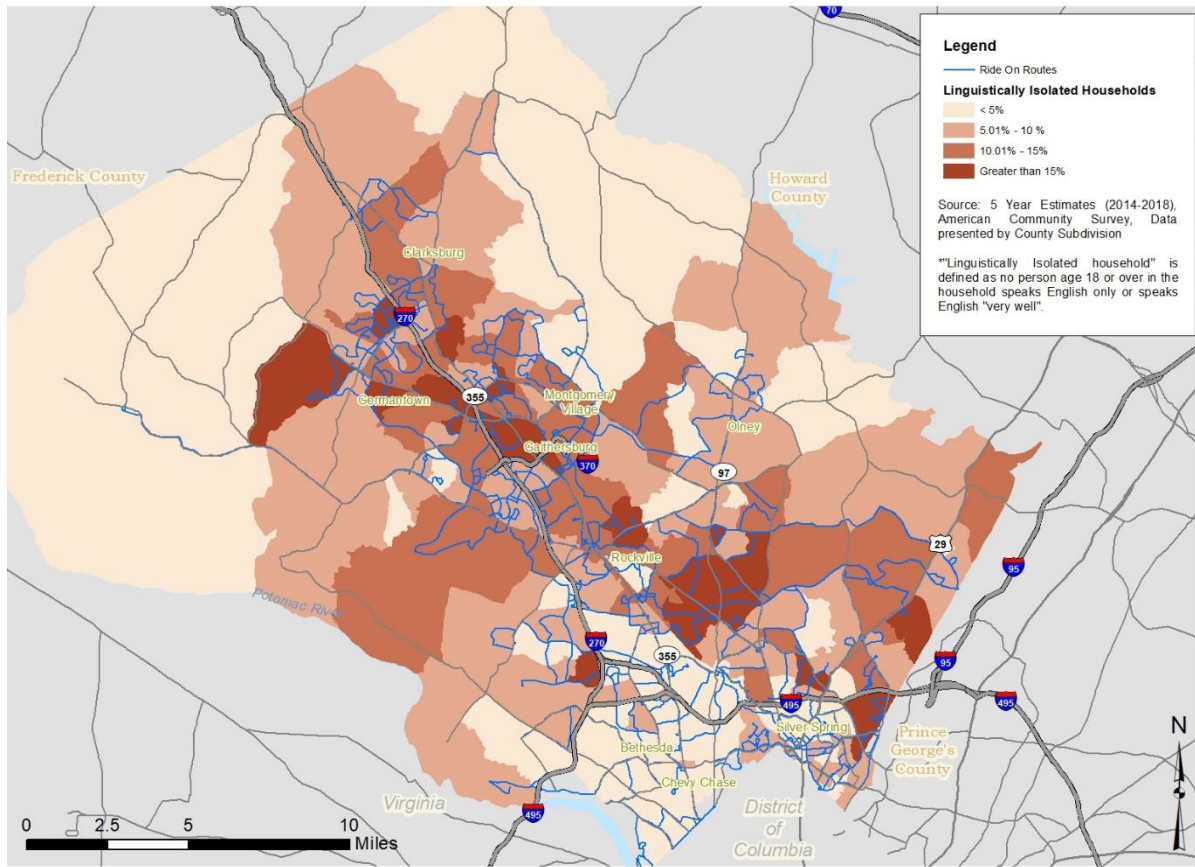 70
Legend
Ride On Routes
Linguistically Isolated Households
< 5%
5.01% - 10 %
10.01% - 15%
Greater than 15%
Source: 5 Year Estimates (2014-2018),
American Community Survey, Data
presented by County Subdivision
*"Linguistically Isolated household" is
defined as no person age 18 or over in the
household speaks English only or speaks
English "very well".
Frederick County
Howard
County
Clarksburg
270
355
Germantown
Montgomery
Village
Olney
Gaithersburg
370
97
29
95
Rockville
Potomac River
270
355
95
495
495
Silver Spring
Prince
George's
County
Bethesda
Chevy Chase
Virginia
495
District
of
Columbia
N
0 2.5 5 10
Miles